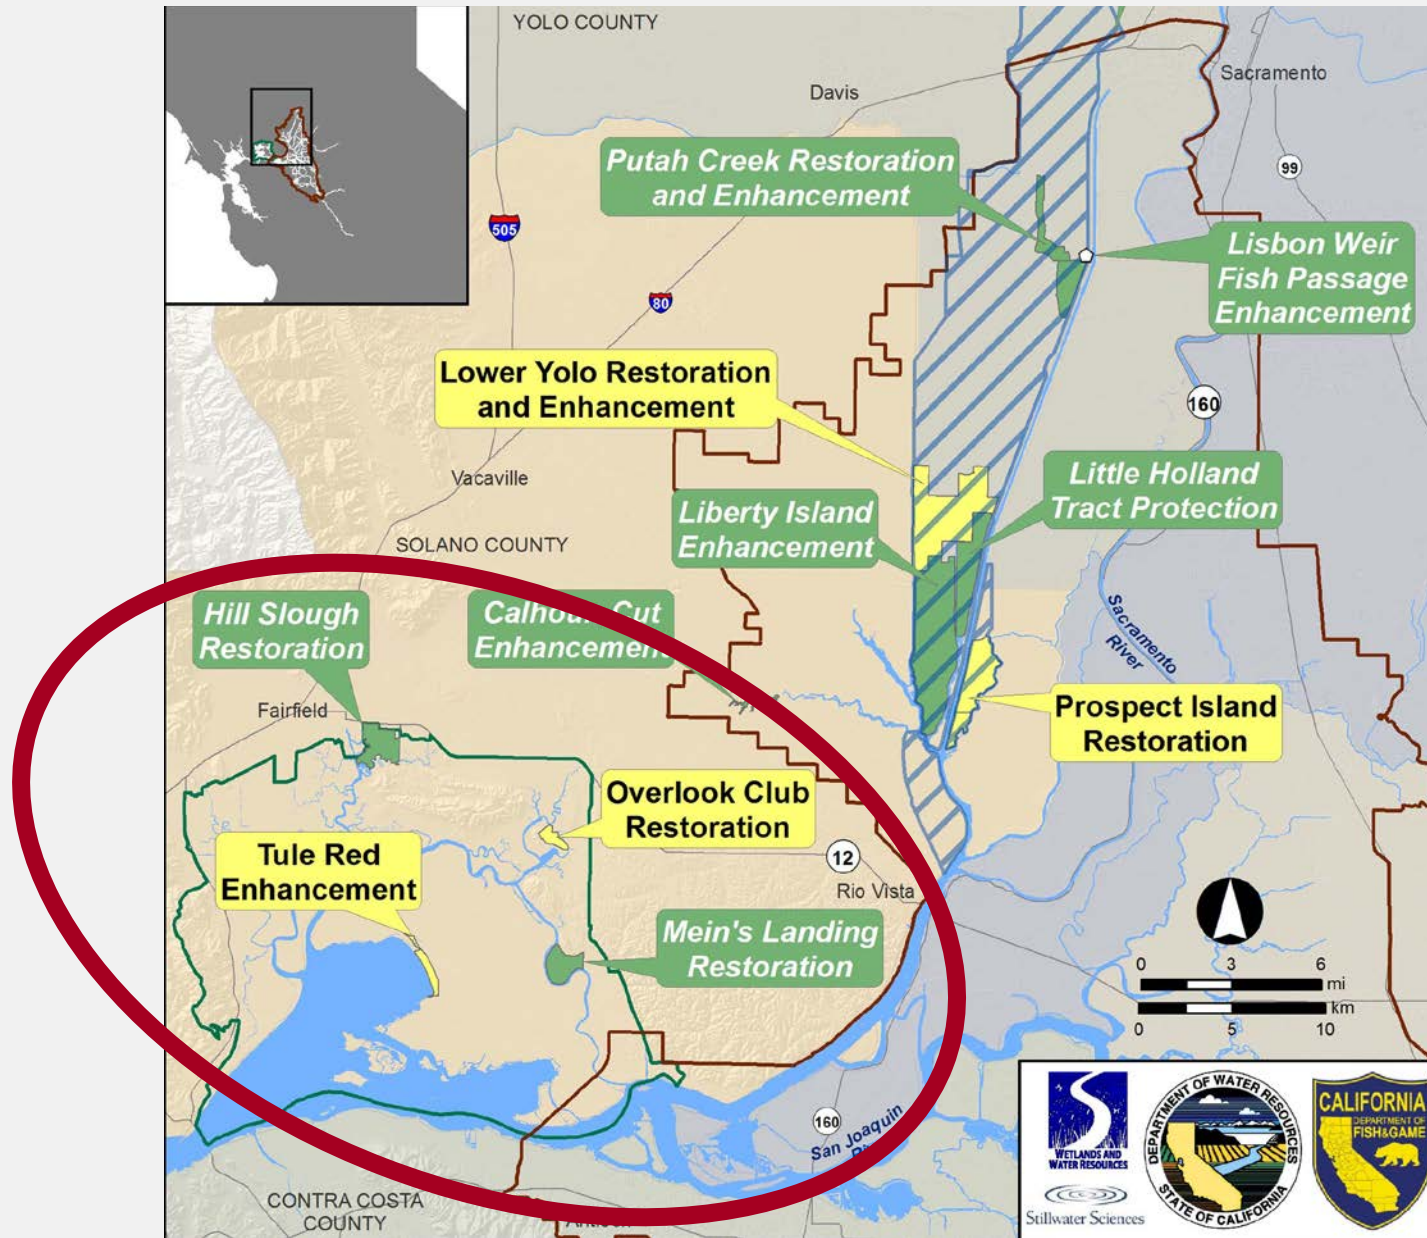 YOLO COUNTY
Davis
Sacramento
99
Putah Creek Restoration
and Enhancement
505
Lisbon Weir
Fish Passage
Enhancement
80
Lower Yolo Restoration
and Enhancement
160
Vacaville
Little Holland
Tract Protection
Liberty Island
Enhancement
SOLANO COUNTY
Hill Slough
Restoration
Calhoun Cut
Enhancement
Sacramento
River
Fairfield
Prospect Island
Restoration
Overlook Club
Restoration
Tule Red
Enhancement
12
Rio Vista
Mein's Landing
Restoration
0 3 6
mi
km
0 5 10
160
San Joaquin
CONTRA COSTA
COUNTY
WETLANDS AND
WATER RESOURCES
Stillwater Sciences
DEPARTMENT OF WATER RESOURCES
STATE OF CALIFORNIA
CALIFORNIA
DEPARTMENT OF
FISH&GAME